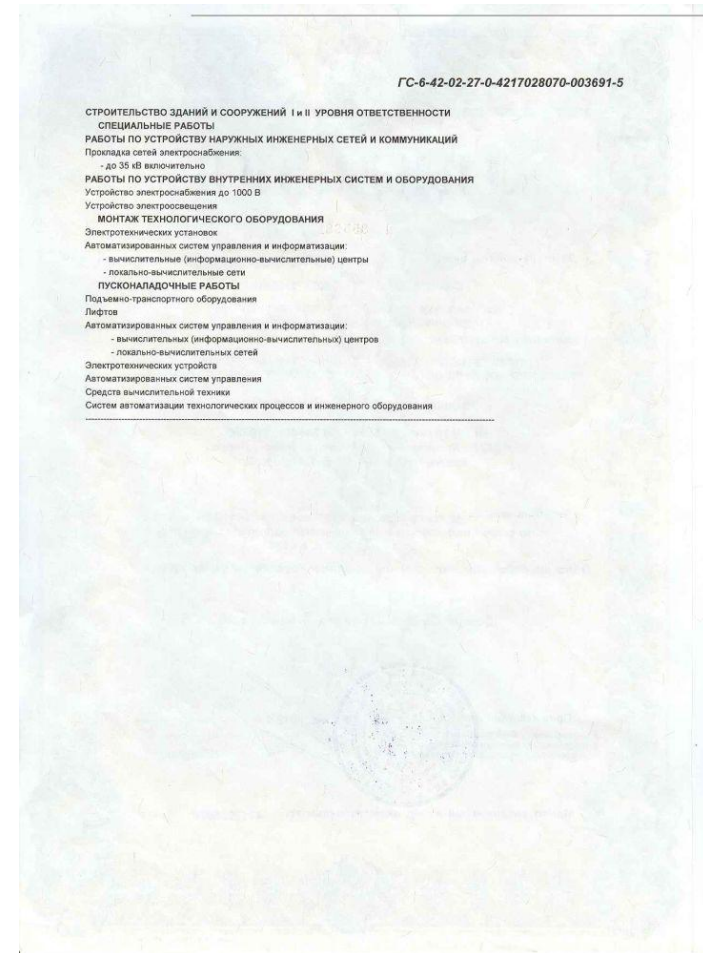 ГС-6-42-02-27-0-4217028070-003691-5
СТРОИТЕЛЬСТВО ЗДАНИЙ И СООРУЖЕНИЙ I и II УРОВНЯ ОТВЕТСТВЕННОСТИ
СПЕЦИАЛЬНЫЕ РАБОТЫ
РАБОТЫ ПО УСТРОЙСТВУ НАРУЖНЫХ ИНЖЕНЕРНЫХ СЕТЕЙ И КОММУНИКАЦИЙ
Прокладка сетей электроснабжения:
- до 35 кВ включительно
РАБОТЫ ПО УСТРОЙСТВУ ВНУТРЕННИХ ИНЖЕНЕРНЫХ СИСТЕМ И ОБОРУДОВАНИЯ
Устройство электроснабжения до 1000 В
Устройство электроосвещения
МОНТАЖ ТЕХНОЛОГИЧЕСКОГО ОБОРУДОВАНИЯ
Электротехнических установок
Автоматизированных систем управления и информатизации:
- вычислительные (информационно-вычислительные) центры
- локально-вычислительные сети
ПУСКОНАЛАДОЧНЫЕ РАБОТЫ
Подъемно-транспортного оборудования
Лифтов
Автоматизированных систем управления и информатизации:
- вычислительных (информационно-вычислительных) центров
- локально-вычислительных сетей
Электротехнических устройств
Автоматизированных систем управления
Средств вычислительной техники
Систем автоматизации технологических процессов и инженерного оборудования